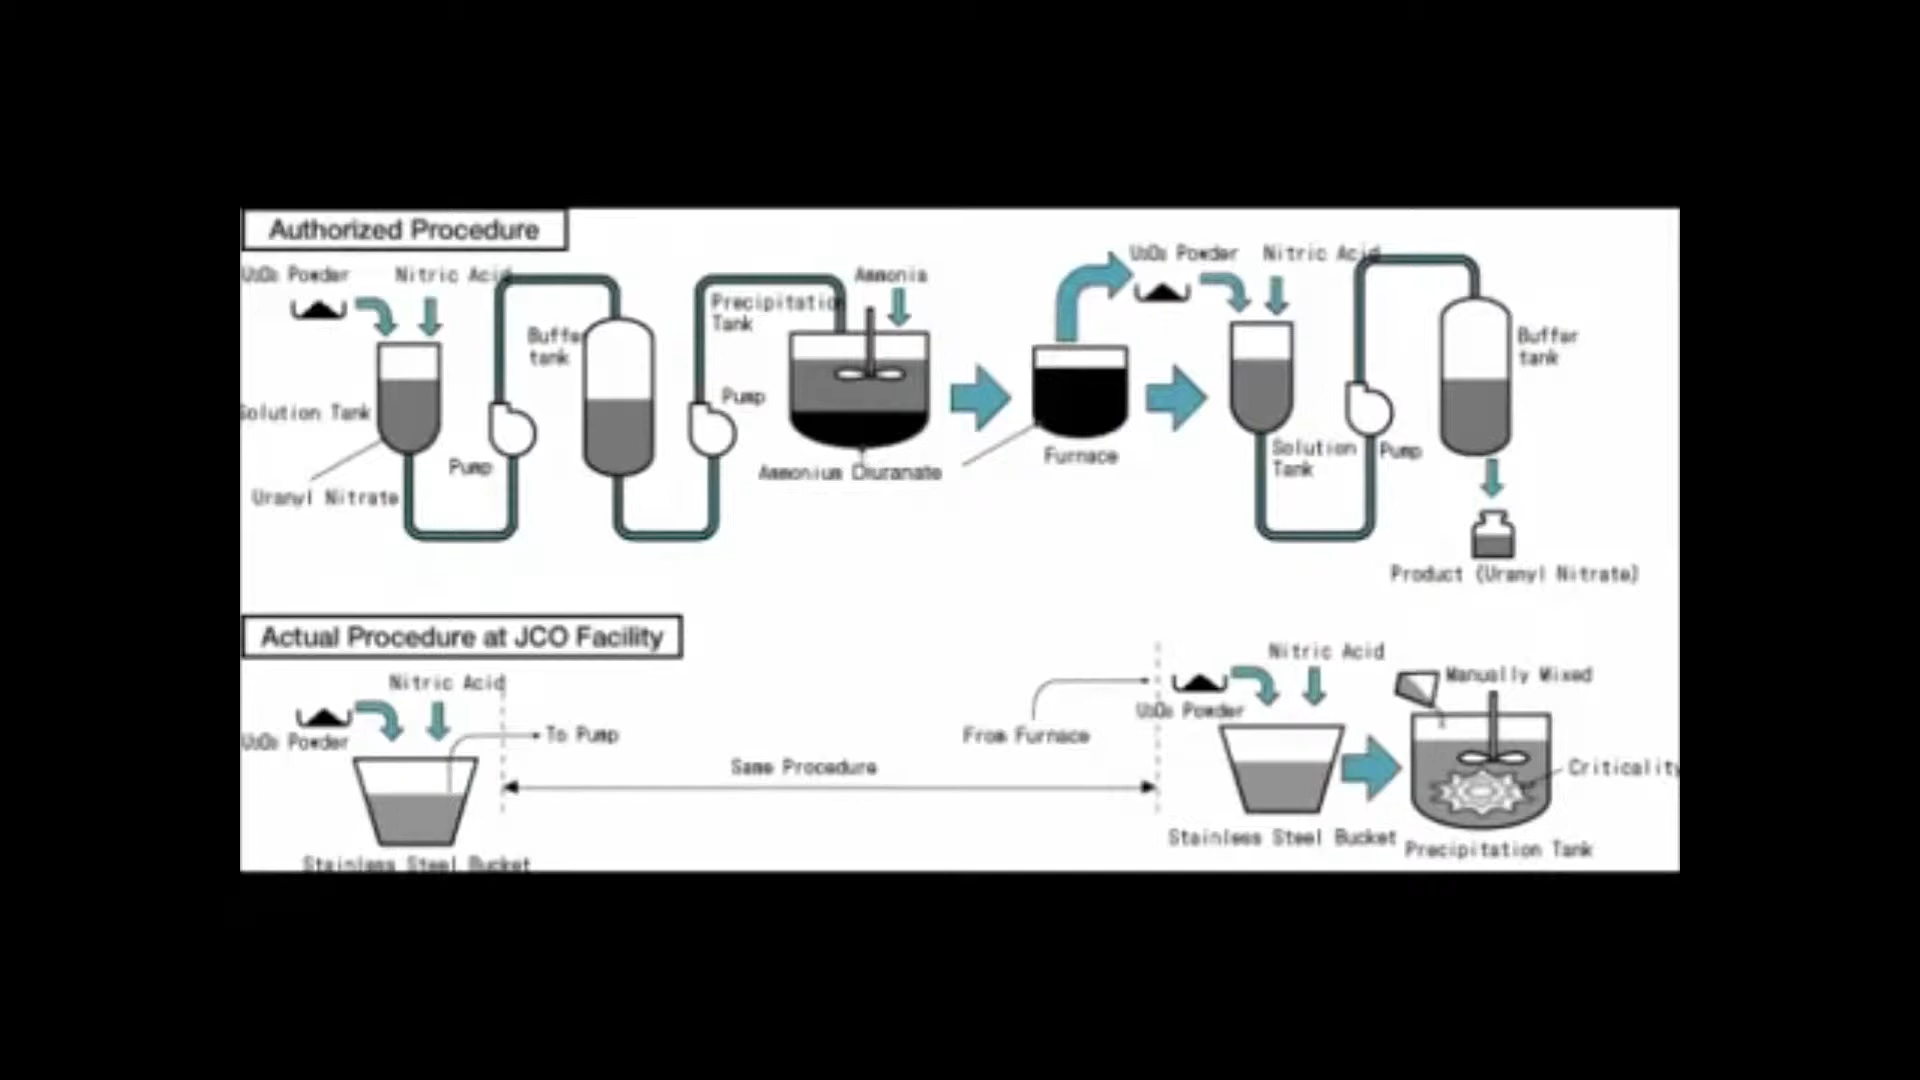 Authorized Procedure
U₃O₈ Powder
Nitric Acid
Buffer
tank
Precipitation
Tank
Ammonia
U₃O₈ Powder
Nitric Acid
Buffer
tank
Solution Tank
Pump
Pump
Uranyl Nitrate
Ammonium Diuranate
Furnace
Solution
Tank
Pump
Product (Uranyl Nitrate)
Actual Procedure at JCO Facility
Nitric Acid
U₃O₈ Powder
To Pump
Same Procedure
From Furnace
Nitric Acid
U₃O₈ Powder
Manually Mixed
Criticality
Stainless Steel Bucket
Stainless Steel Bucket
Precipitation Tank